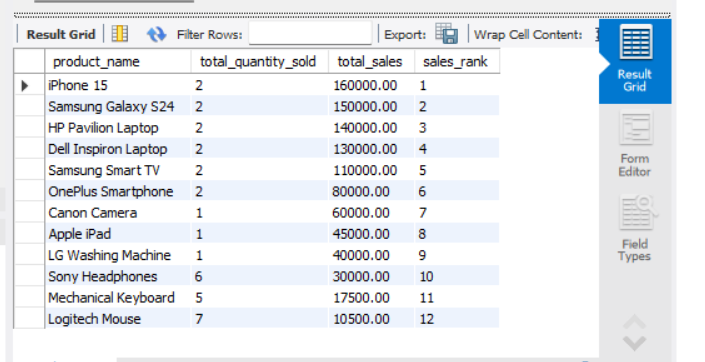 Result Grid Filter Rows: Export: Wrap Cell Content:
product_name total_quantity_sold total_sales sales_rank
iPhone 15 2 160000.00 1
Samsung Galaxy S24 2 150000.00 2
HP Pavilion Laptop 2 140000.00 3
Dell Inspiron Laptop 2 130000.00 4
Samsung Smart TV 2 110000.00 5
OnePlus Smartphone 2 80000.00 6
Canon Camera 1 60000.00 7
Apple iPad 1 45000.00 8
LG Washing Machine 1 40000.00 9
Sony Headphones 6 30000.00 10
Mechanical Keyboard 5 17500.00 11
Logitech Mouse 7 10500.00 12
Result
Grid
Form
Editor
Field
Types